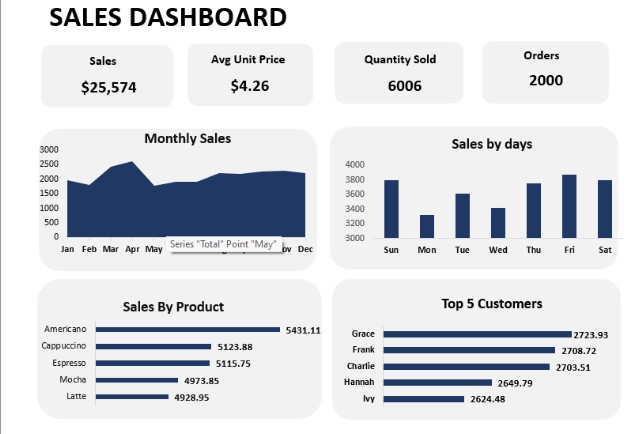 SALES DASHBOARD
Sales
$25,574
Avg Unit Price
$4.26
Quantity Sold
6006
Orders
2000
Monthly Sales
3000
2500
2000
1500
1000
500
0
Jan Feb Mar Apr May Dec
Series "Total" Point "May"
Sales by days
4000
3800
3600
3400
3200
3000
Sun Mon Tue Wed Thu Fri Sat
Sales By Product
Americano 5431.11
Cappuccino 5123.88
Espresso 5115.75
Mocha 4973.85
Latte 4928.95
Top 5 Customers
Grace 2723.93
Frank 2708.72
Charlie 2703.51
Hannah 2649.79
Ivy 2624.48